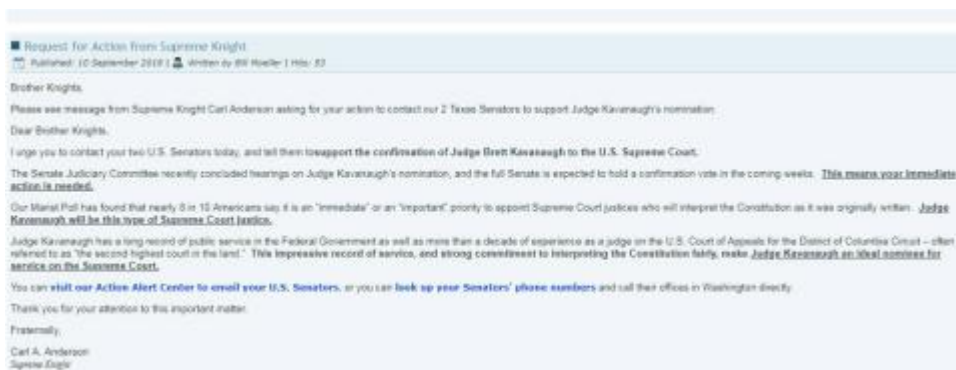 Request for Action from Supreme Knight
Published: 10 September 2018 | Written by Bill Moeller | Hits: 53
Brother Knights,
Please see message from Supreme Knight Carl Anderson asking for your action to contact our 2 Texas Senators to support Judge Kavanaugh's nomination
Dear Brother Knights,
I urge you to contact your two U.S. Senators today, and tell them tosupport the confirmation of Judge Brett Kavanaugh to the U.S. Supreme Court.
The Senate Judiciary Committee recently concluded hearings on Judge Kavanaugh's nomination, and the full Senate is expected to hold a confirmation vote in the coming weeks. This means your immediate
action is needed.
Our Marist Poll has found that nearly 8 in 10 Americans say it is an "immediate" or an "important" priority to appoint Supreme Court justices who will interpret the Constitution as it was originally written. Judge
Kavanaugh will be this type of Supreme Court justice.
Judge Kavanaugh has a long record of public service in the Federal Government as well as more than a decade of experience as a judge on the U.S. Court of Appeals for the District of Columbia Circuit – often
referred to as "the second highest court in the land." This impressive record of service, and strong commitment to interpreting the Constitution fairly, make Judge Kavanaugh an ideal nominee for
service on the Supreme Court.
You can visit our Action Alert Center to email your U.S. Senators, or you can look up your Senators' phone numbers and call their offices in Washington directly.
Thank you for your attention to this important matter.
Fraternally,
Carl A. Anderson
Supreme Knight